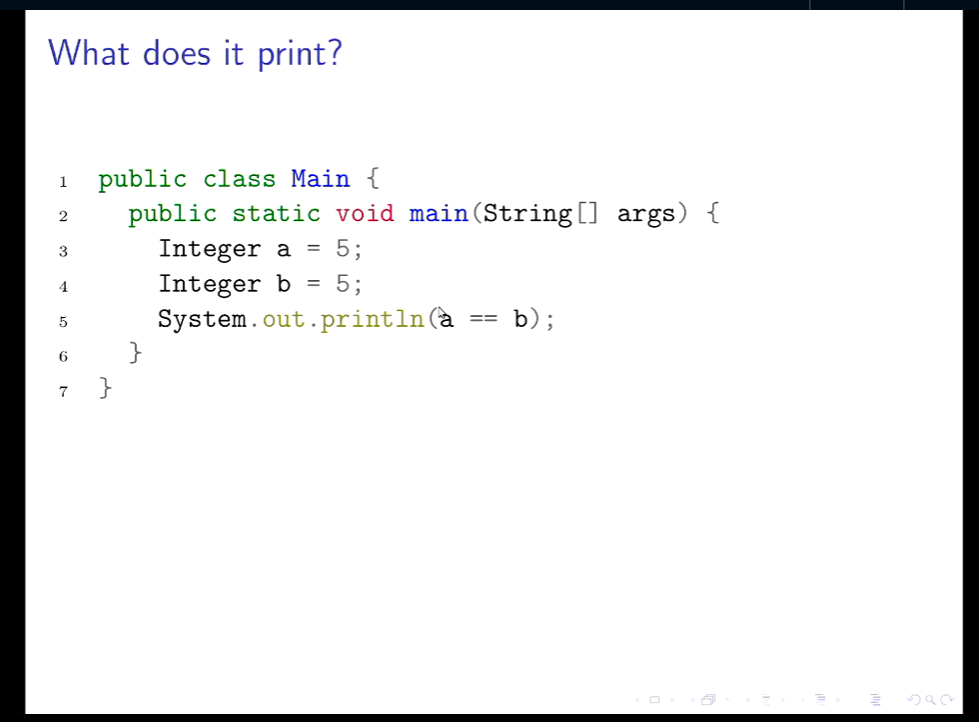 What does it print?
1 public class Main {
2 public static void main(String[] args) {
3 Integer a = 5;
4 Integer b = 5;
5 System.out.println(a == b);
6 }
7 }